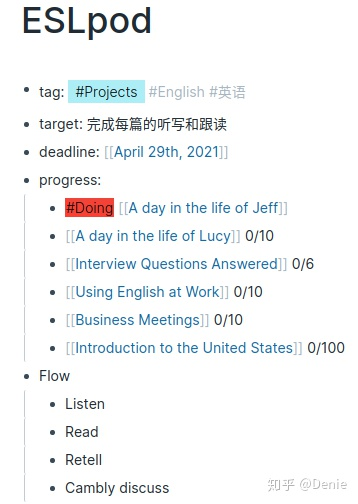 ESLpod
tag: #Projects #English #英语
target: 完成每篇的听写和跟读
deadline: [[April 29th, 2021]]
progress:
#Doing [[A day in the life of Jeff]]
[[A day in the life of Lucy]] 0/10
[[Interview Questions Answered]] 0/6
[[Using English at Work]] 0/10
[[Business Meetings]] 0/10
[[Introduction to the United States]] 0/100
Flow
Listen
Read
Retell
Cambly discuss
知乎 @Denie